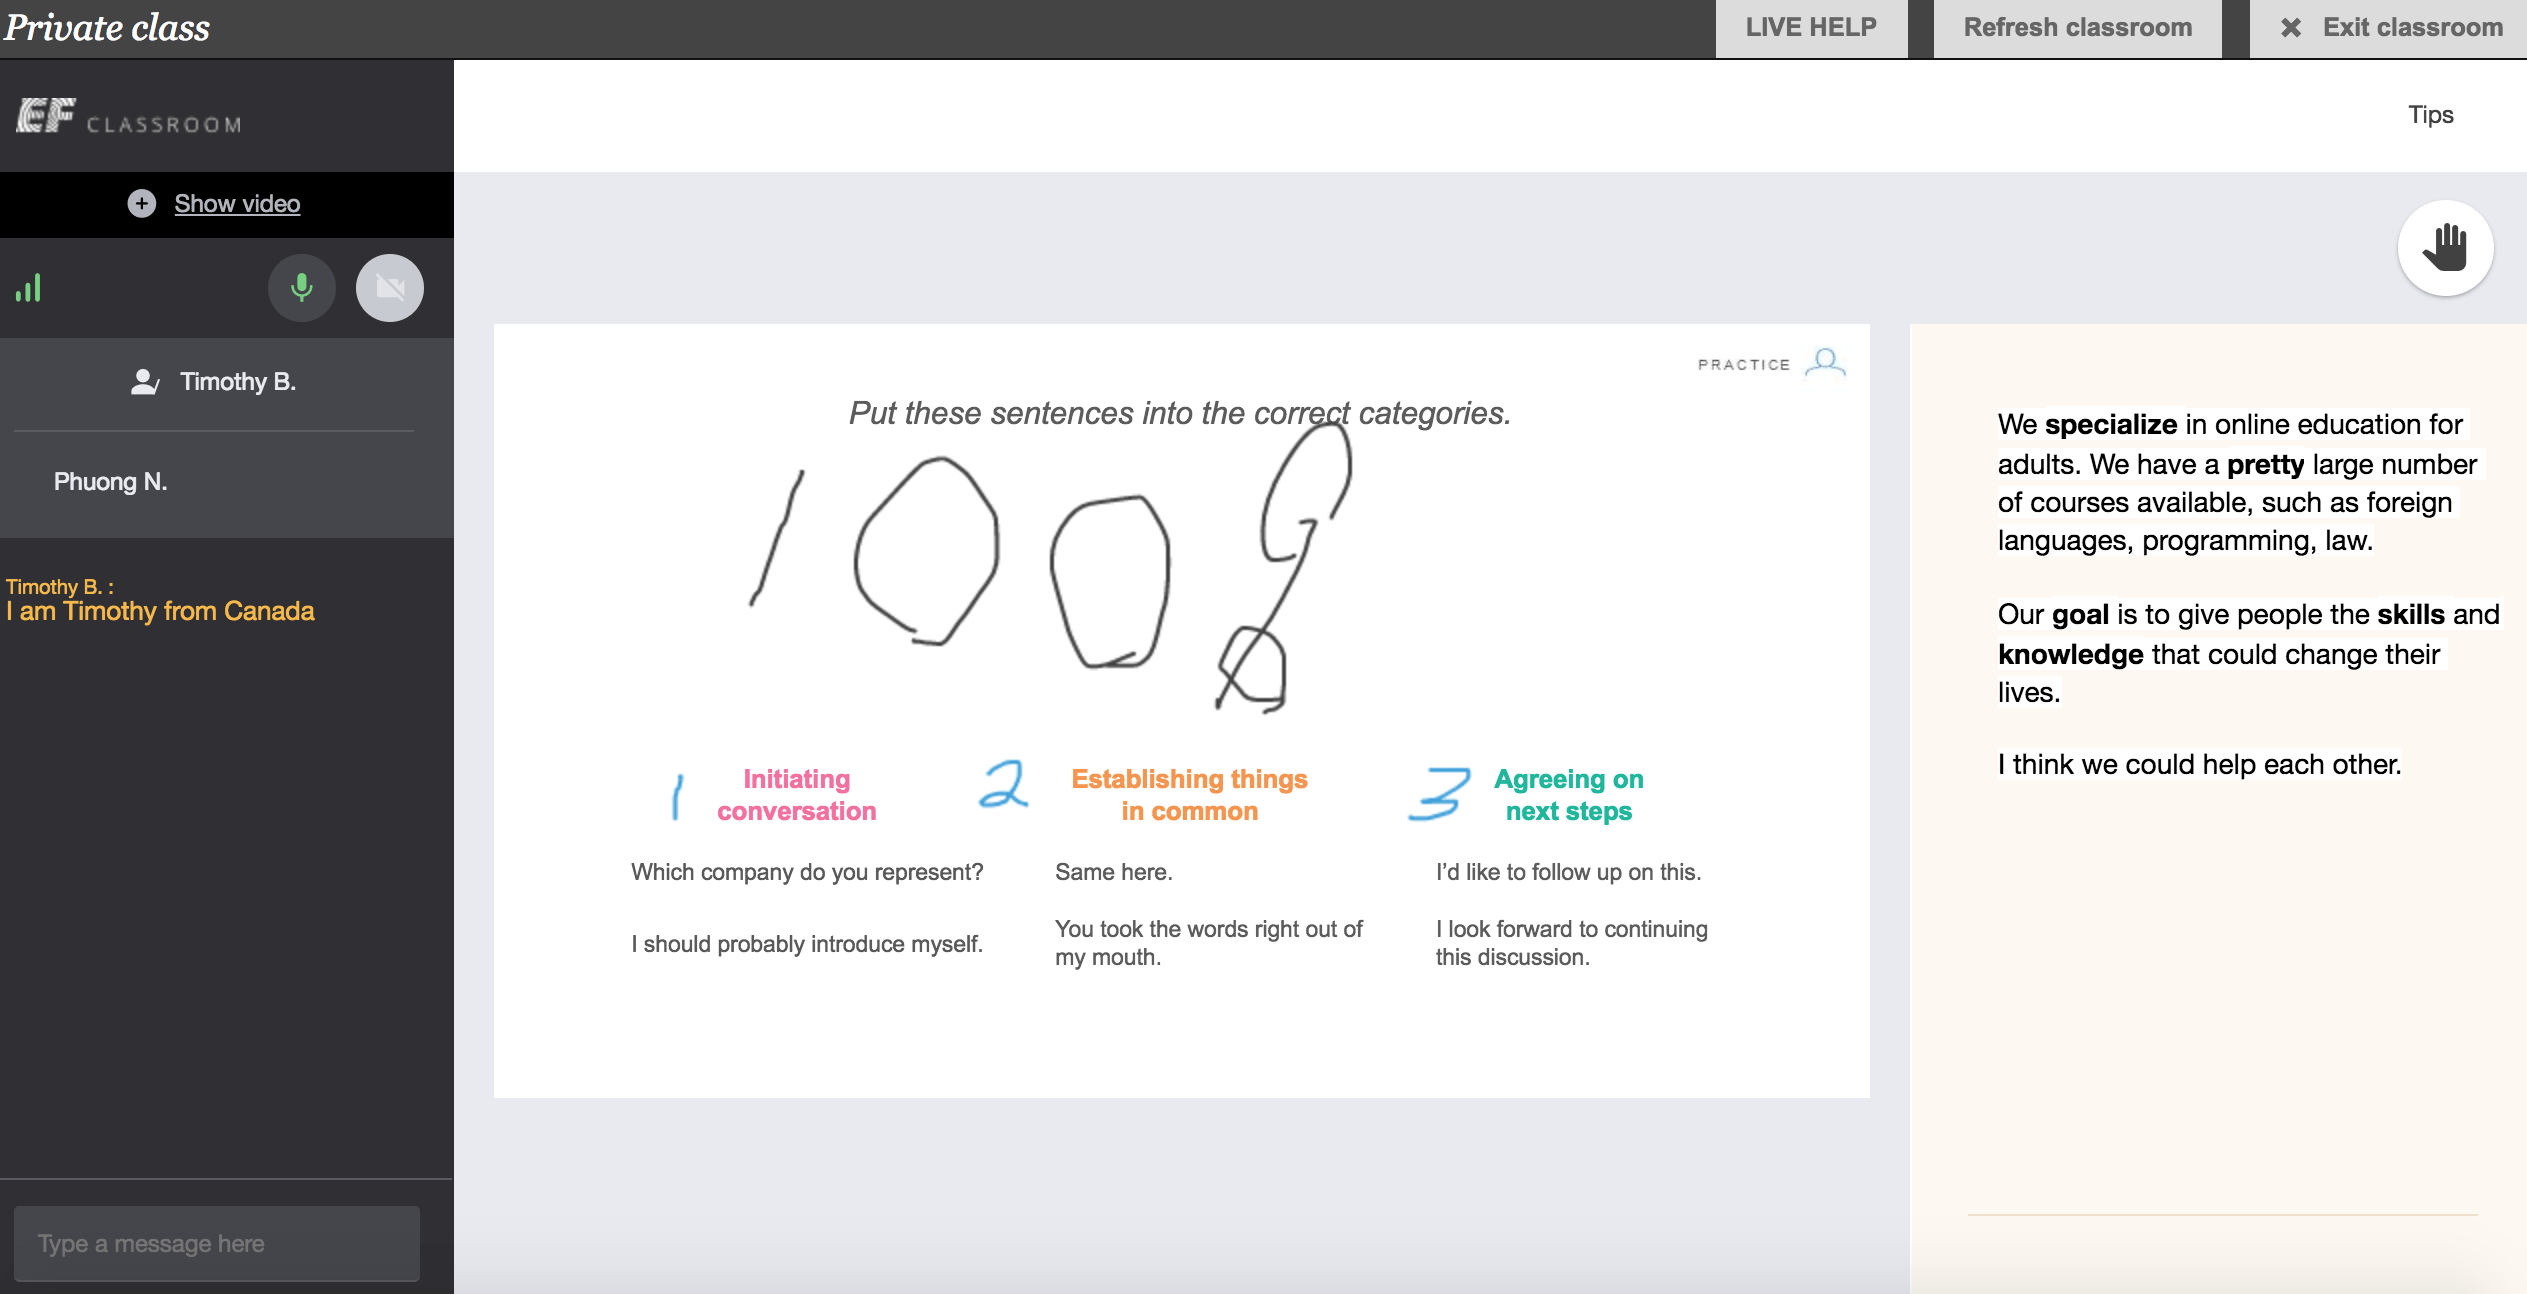 Private class
LIVE HELP
Refresh classroom
Exit classroom
EF CLASSROOM
Tips
Show video
Timothy B.
Phuong N.
Timothy B. :
I am Timothy from Canada
Type a message here
PRACTICE
Put these sentences into the correct categories.
100%
1 Initiating
conversation
Which company do you represent?
I should probably introduce myself.
2 Establishing things
in common
Same here.
You took the words right out of
my mouth.
3 Agreeing on
next steps
I'd like to follow up on this.
I look forward to continuing
this discussion.
We specialize in online education for
adults. We have a pretty large number
of courses available, such as foreign
languages, programming, law.
Our goal is to give people the skills and
knowledge that could change their
lives.
I think we could help each other.